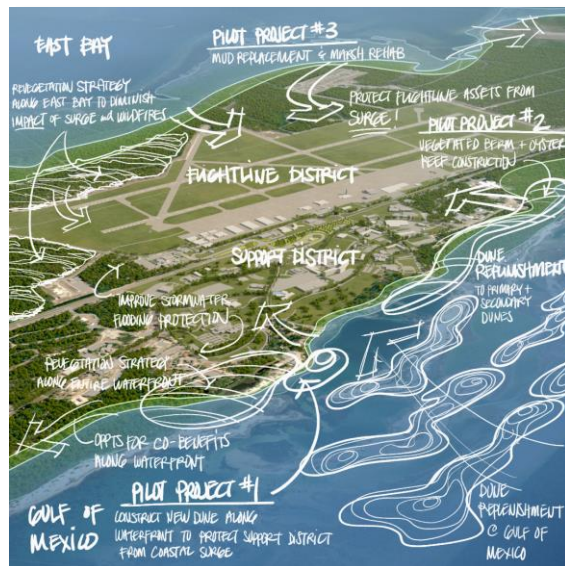 EAST BAY
PILOT PROJECT #3
MUD REPLACEMENT & MARSH REHAB
REVEGETATION STRATEGY
ALONG EAST BAY TO DIMINISH
IMPACT OF SURGE and WILDFIRES
PROTECT FLIGHTLINE ASSETS FROM
SURGE!
PILOT PROJECT #2
VEGETATED BERM + OYSTER
REEF CONSTRUCTION
FLIGHTLINE DISTRICT
SUPPORT DISTRICT
DUNE
REPLENISHMENT
TO PRIMARY +
SECONDARY
DUNES
IMPROVE STORMWATER
FLOODING PROTECTION
REVEGETATION STRATEGY
ALONG ENTIRE WATERFRONT
OPPTS FOR CO-BENEFITS
ALONG WATERFRONT
PILOT PROJECT #1
CONSTRUCT NEW DUNE ALONG
WATERFRONT TO PROTECT SUPPORT DISTRICT
FROM COASTAL SURGE
GULF OF
MEXICO
DUNE
REPLENISHMENT
@ GULF OF
MEXICO